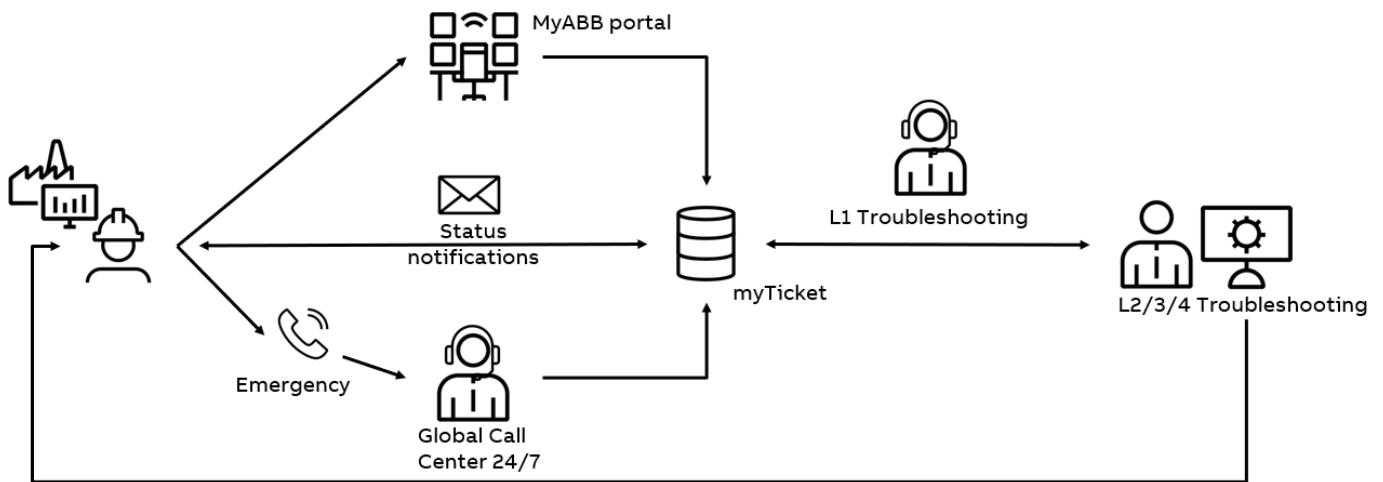 MyABB portal
L1 Troubleshooting
Status
notifications
myTicket
L2/3/4 Troubleshooting
Emergency
Global Call
Center 24/7